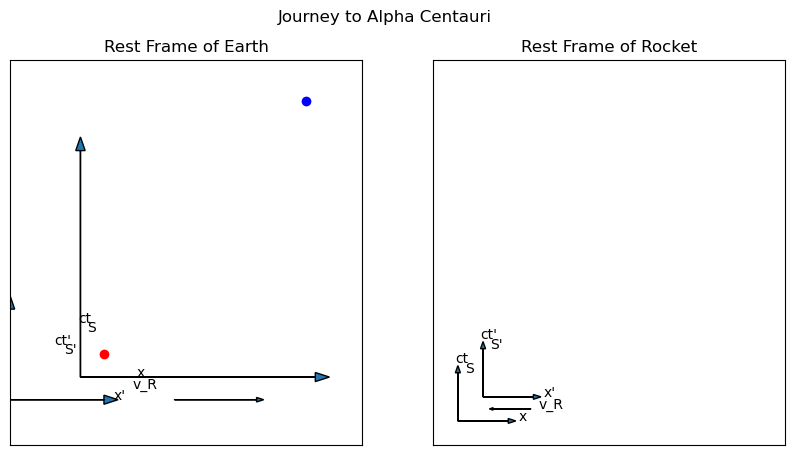 Journey to Alpha Centauri
Rest Frame of Earth
ct
S
ct'
S'
x
v_R
x'
Rest Frame of Rocket
ct'
S'
ct
S
x'
v_R
x